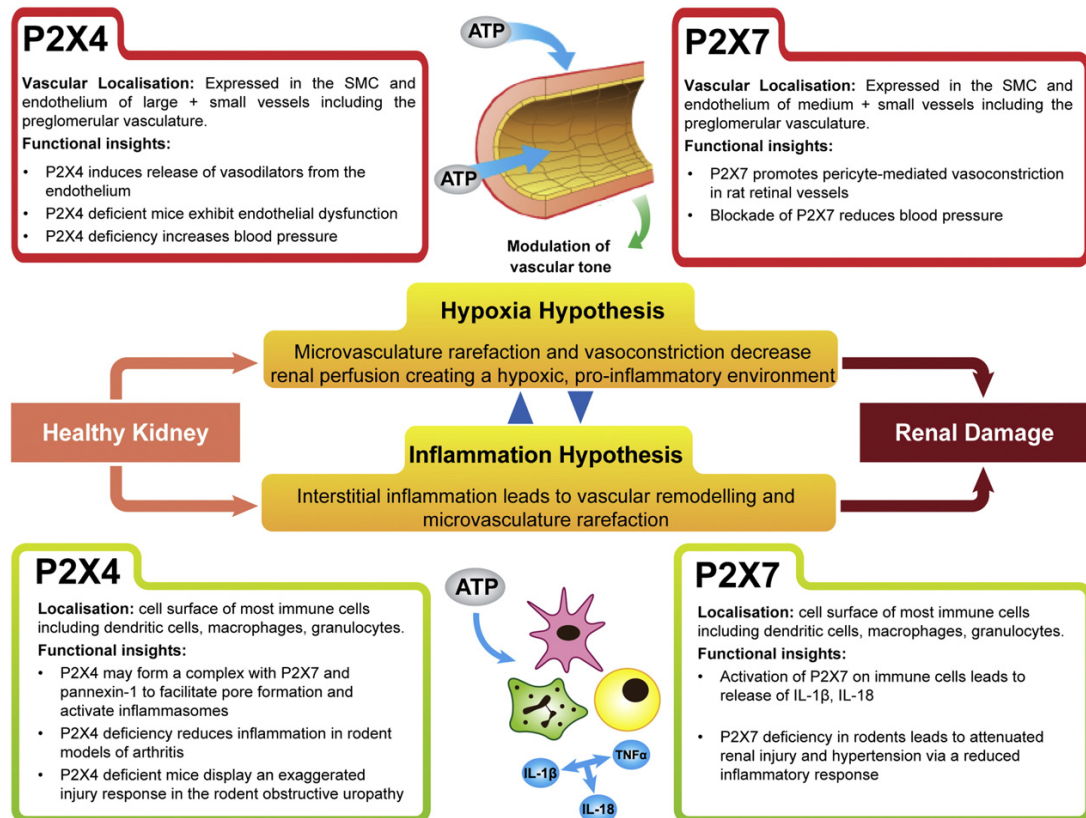 P2X4
Vascular Localisation: Expressed in the SMC and
endothelium of large + small vessels including the
preglomerular vasculature.
Functional insights:
• P2X4 induces release of vasodilators from the
endothelium
• P2X4 deficient mice exhibit endothelial dysfunction
• P2X4 deficiency increases blood pressure
ATP
ATP
Modulation of
vascular tone
P2X7
Vascular Localisation: Expressed in the SMC and
endothelium of medium + small vessels including the
preglomerular vasculature.
Functional insights:
• P2X7 promotes pericyte-mediated vasoconstriction
in rat retinal vessels
• Blockade of P2X7 reduces blood pressure
Hypoxia Hypothesis
Microvasculature rarefaction and vasoconstriction decrease
renal perfusion creating a hypoxic, pro-inflammatory environment
Healthy Kidney
Renal Damage
Inflammation Hypothesis
Interstitial inflammation leads to vascular remodelling and
microvasculature rarefaction
P2X4
Localisation: cell surface of most immune cells
including dendritic cells, macrophages, granulocytes.
Functional insights:
• P2X4 may form a complex with P2X7 and
pannexin-1 to facilitate pore formation and
activate inflammasomes
• P2X4 deficiency reduces inflammation in rodent
models of arthritis
• P2X4 deficient mice display an exaggerated
injury response in the rodent obstructive uropathy
ATP
TNFα
IL-1β
IL-18
P2X7
Localisation: cell surface of most immune cells
including dendritic cells, macrophages, granulocytes.
Functional insights:
• Activation of P2X7 on immune cells leads to
release of IL-1β, IL-18
• P2X7 deficiency in rodents leads to attenuated
renal injury and hypertension via a reduced
inflammatory response